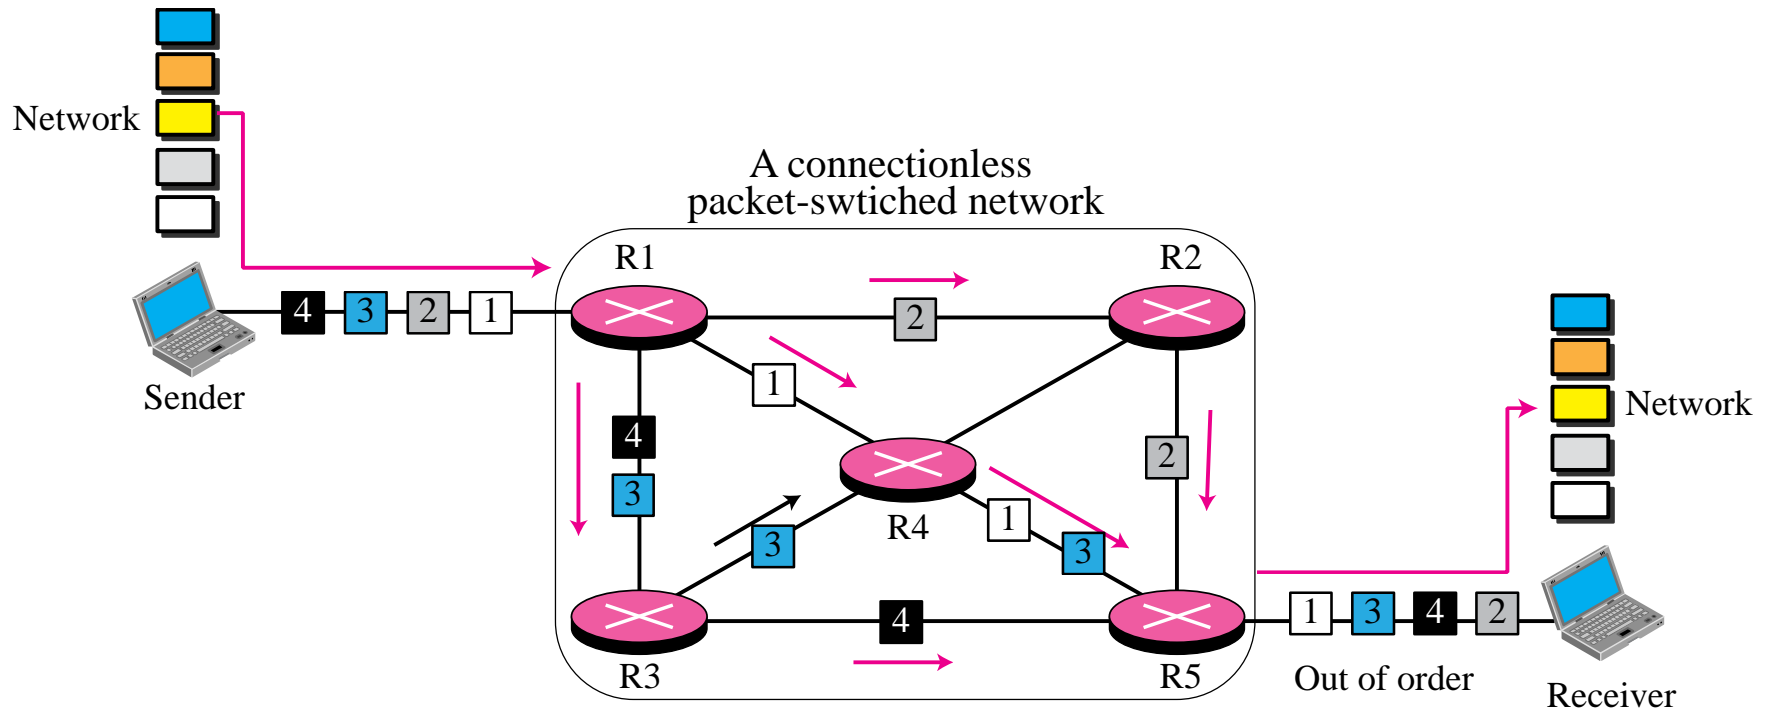 Network
A connectionless
packet-swtiched network
R1
R2
4 3 2 1
2
Sender
1
4
2
3
R4
1
3
3
Network
4
1 3 4 2
R3
R5
Out of order
Receiver